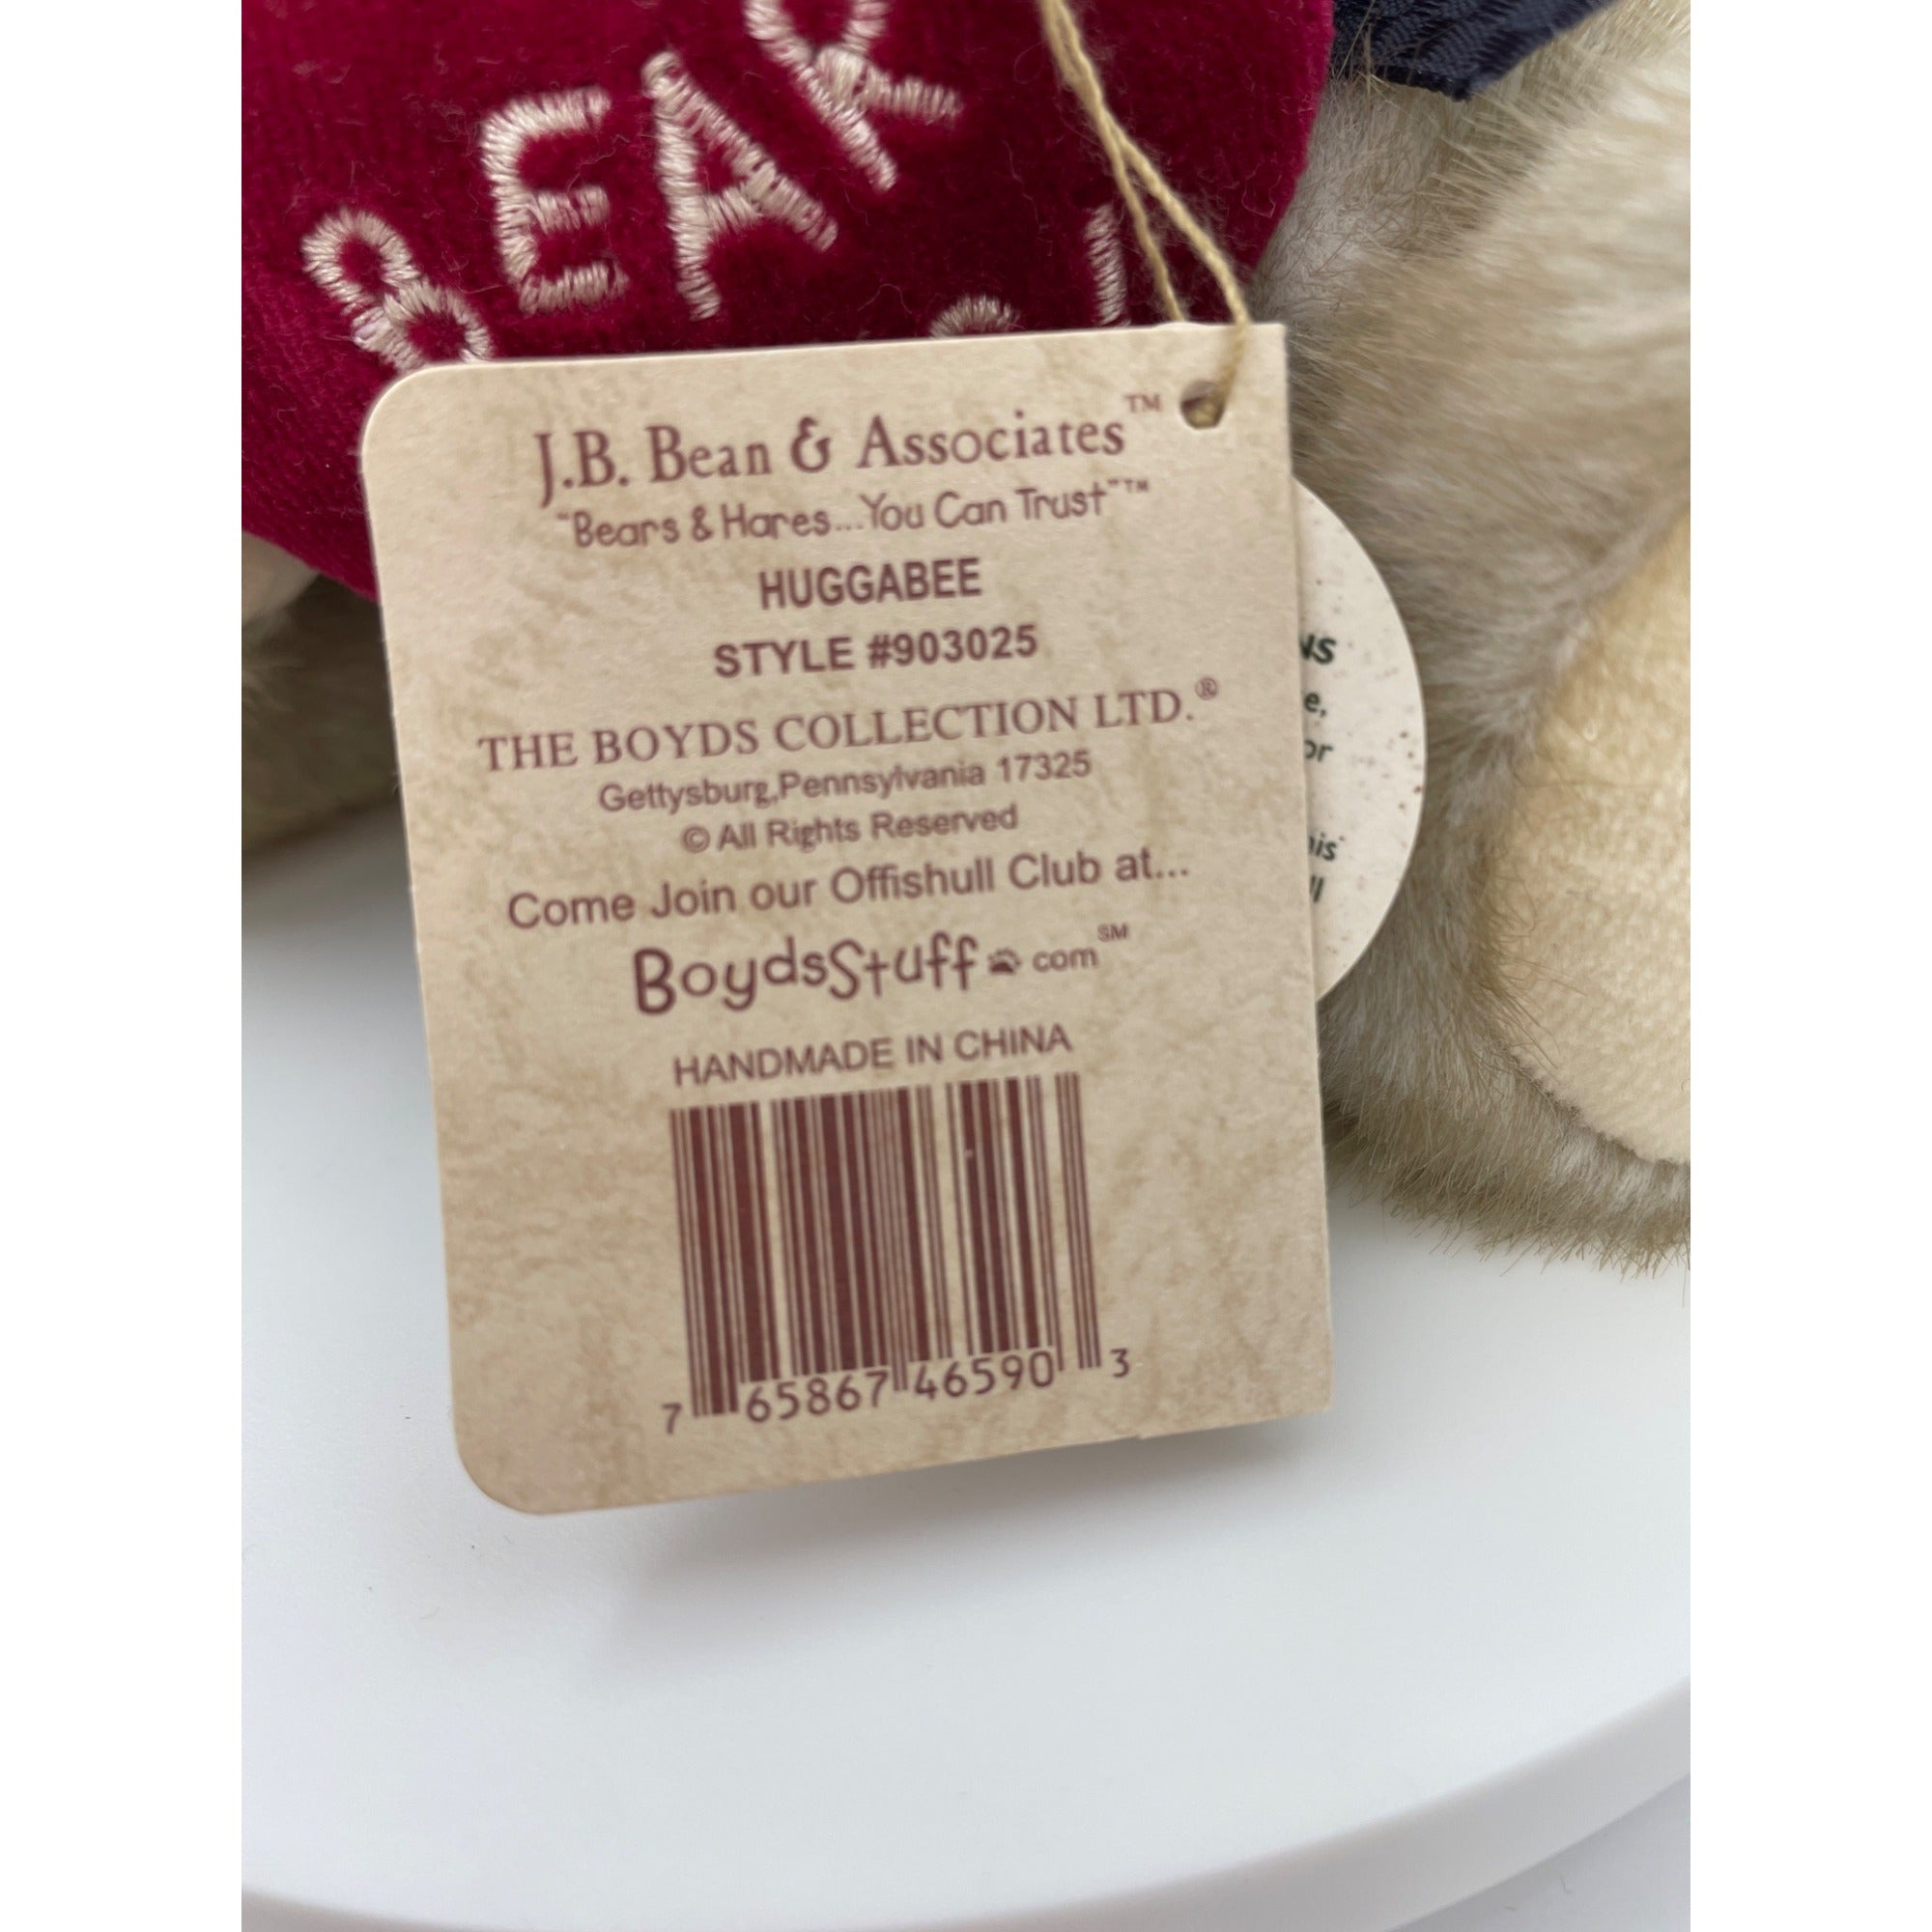 BEAR
J.B. Bean & Associates™
"Bears & Hares...You Can Trust"™
HUGGABEE
STYLE #903025
THE BOYDS COLLECTION LTD.®
Gettysburg,Pennsylvania 17325
© All Rights Reserved
Come Join our Offishull Club at...
BoydsStuff com℠
HANDMADE IN CHINA
7 65867 46590 3